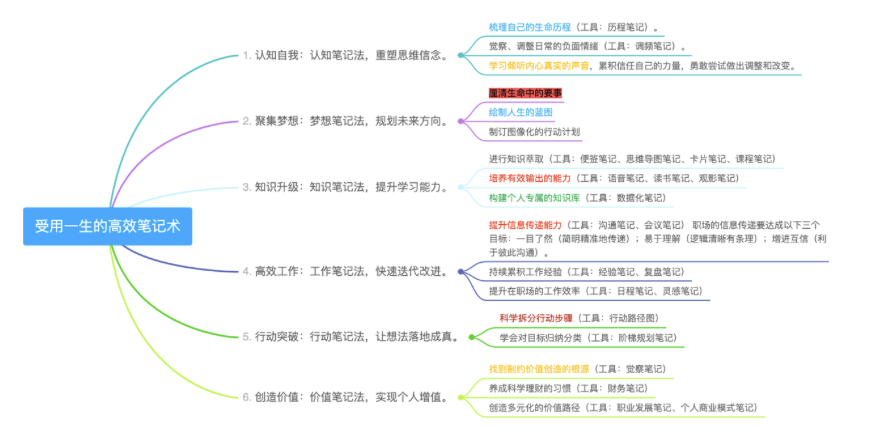 受用一生的高效笔记术
1. 认知自我：认知笔记法，重塑思维信念。
梳理自己的生命历程（工具：历程笔记）。
觉察、调整日常的负面情绪（工具：调频笔记）。
学习倾听内心真实的声音，累积信任自己的力量，勇敢尝试做出调整和改变。
2. 聚集梦想：梦想笔记法，规划未来方向。
厘清生命中的要事
绘制人生的蓝图
制订图像化的行动计划
3. 知识升级：知识笔记法，提升学习能力。
进行知识萃取（工具：便签笔记、思维导图笔记、卡片笔记、课程笔记）
培养有效输出的能力（工具：语音笔记、读书笔记、观影笔记）
构建个人专属的知识库（工具：数据化笔记）
4. 高效工作：工作笔记法，快速迭代改进。
提升信息传递能力（工具：沟通笔记、会议笔记） 职场的信息传递要达成以下三个
目标：一目了然（简明精准地传递）；易于理解（逻辑清晰有条理）；增进互信（利
于彼此沟通）。
持续累积工作经验（工具：经验笔记、复盘笔记）
提升在职场的工作效率（工具：日程笔记、灵感笔记）
5. 行动突破：行动笔记法，让想法落地成真。
科学拆分行动步骤（工具：行动路径图）
学会对目标归纳分类（工具：阶梯规划笔记）
6. 创造价值：价值笔记法，实现个人增值。
找到制约价值创造的根源（工具：觉察笔记）
养成科学理财的习惯（工具：财务笔记）
创造多元化的价值路径（工具：职业发展笔记、个人商业模式笔记）